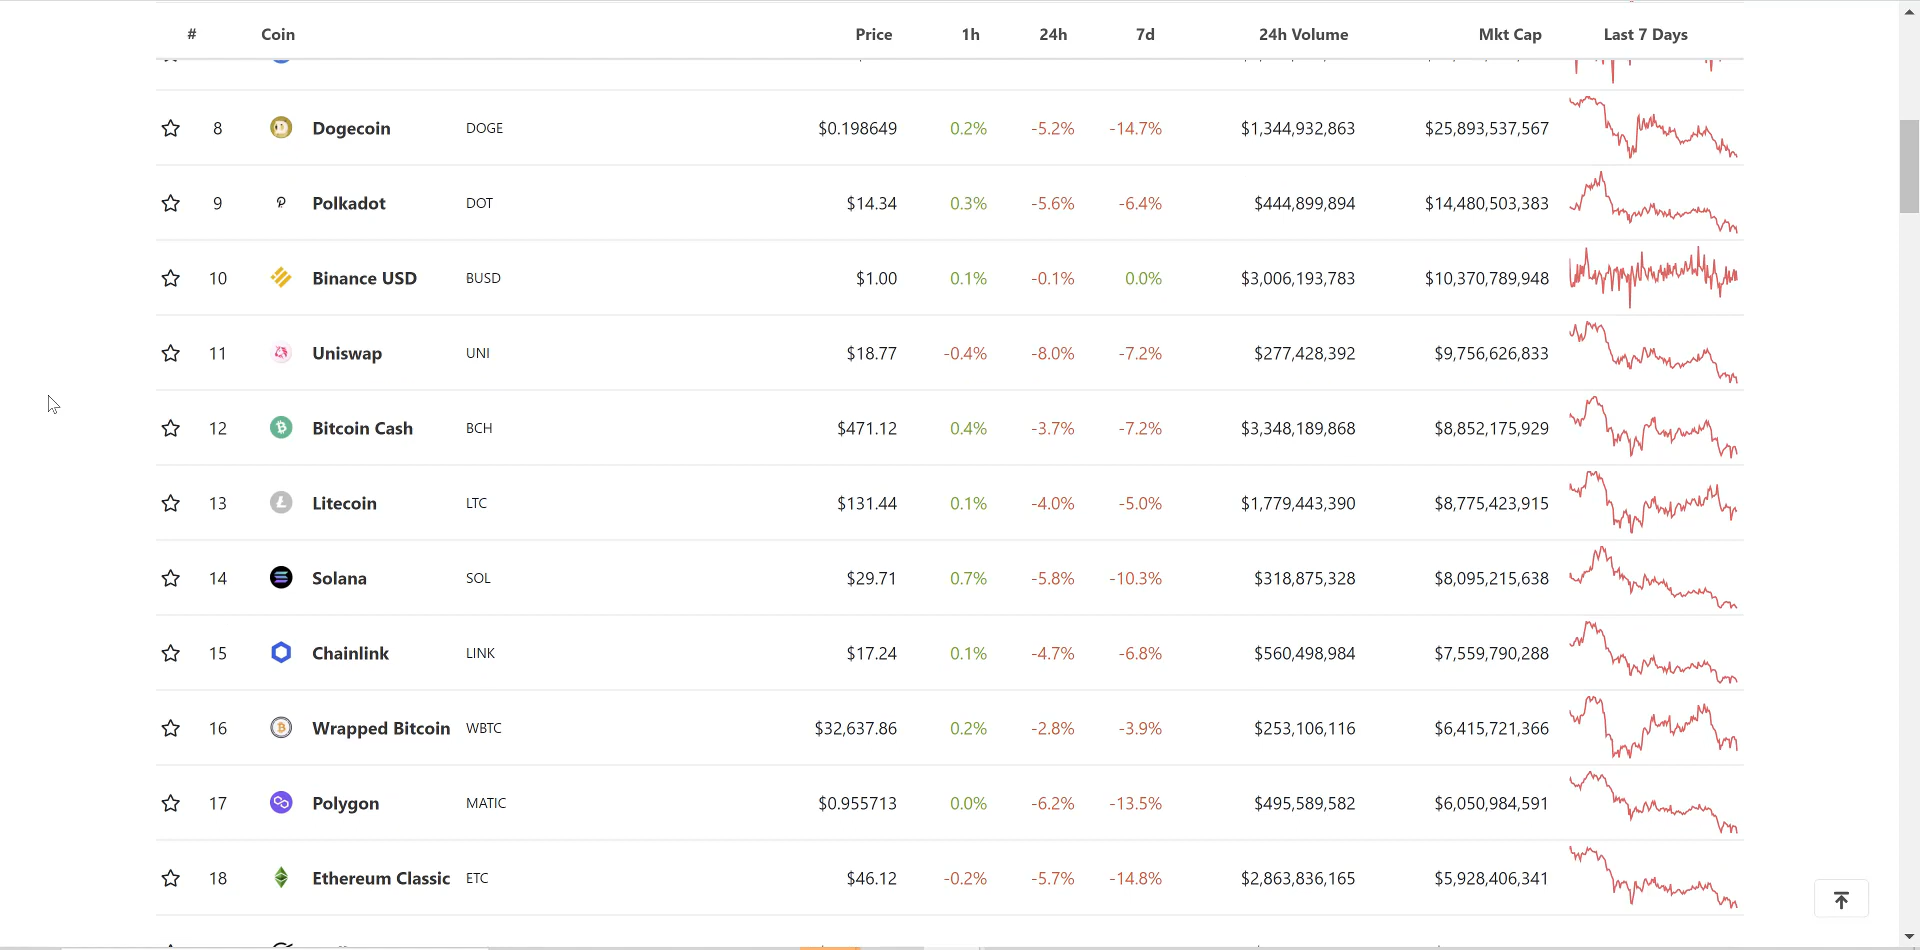 # Coin Price 1h 24h 7d 24h Volume Mkt Cap Last 7 Days
8 Dogecoin DOGE $0.198649 0.2% -5.2% -14.7% $1,344,932,863 $25,893,537,567
9 Polkadot DOT $14.34 0.3% -5.6% -6.4% $444,899,894 $14,480,503,383
10 Binance USD BUSD $1.00 0.1% -0.1% 0.0% $3,006,193,783 $10,370,789,948
11 Uniswap UNI $18.77 -0.4% -8.0% -7.2% $277,428,392 $9,756,626,833
12 Bitcoin Cash BCH $471.12 0.4% -3.7% -7.2% $3,348,189,868 $8,852,175,929
13 Litecoin LTC $131.44 0.1% -4.0% -5.0% $1,779,443,390 $8,775,423,915
14 Solana SOL $29.71 0.7% -5.8% -10.3% $318,875,328 $8,095,215,638
15 Chainlink LINK $17.24 0.1% -4.7% -6.8% $560,498,984 $7,559,790,288
16 Wrapped Bitcoin WBTC $32,637.86 0.2% -2.8% -3.9% $253,106,116 $6,415,721,366
17 Polygon MATIC $0.955713 0.0% -6.2% -13.5% $495,589,582 $6,050,984,591
18 Ethereum Classic ETC $46.12 -0.2% -5.7% -14.8% $2,863,836,165 $5,928,406,341